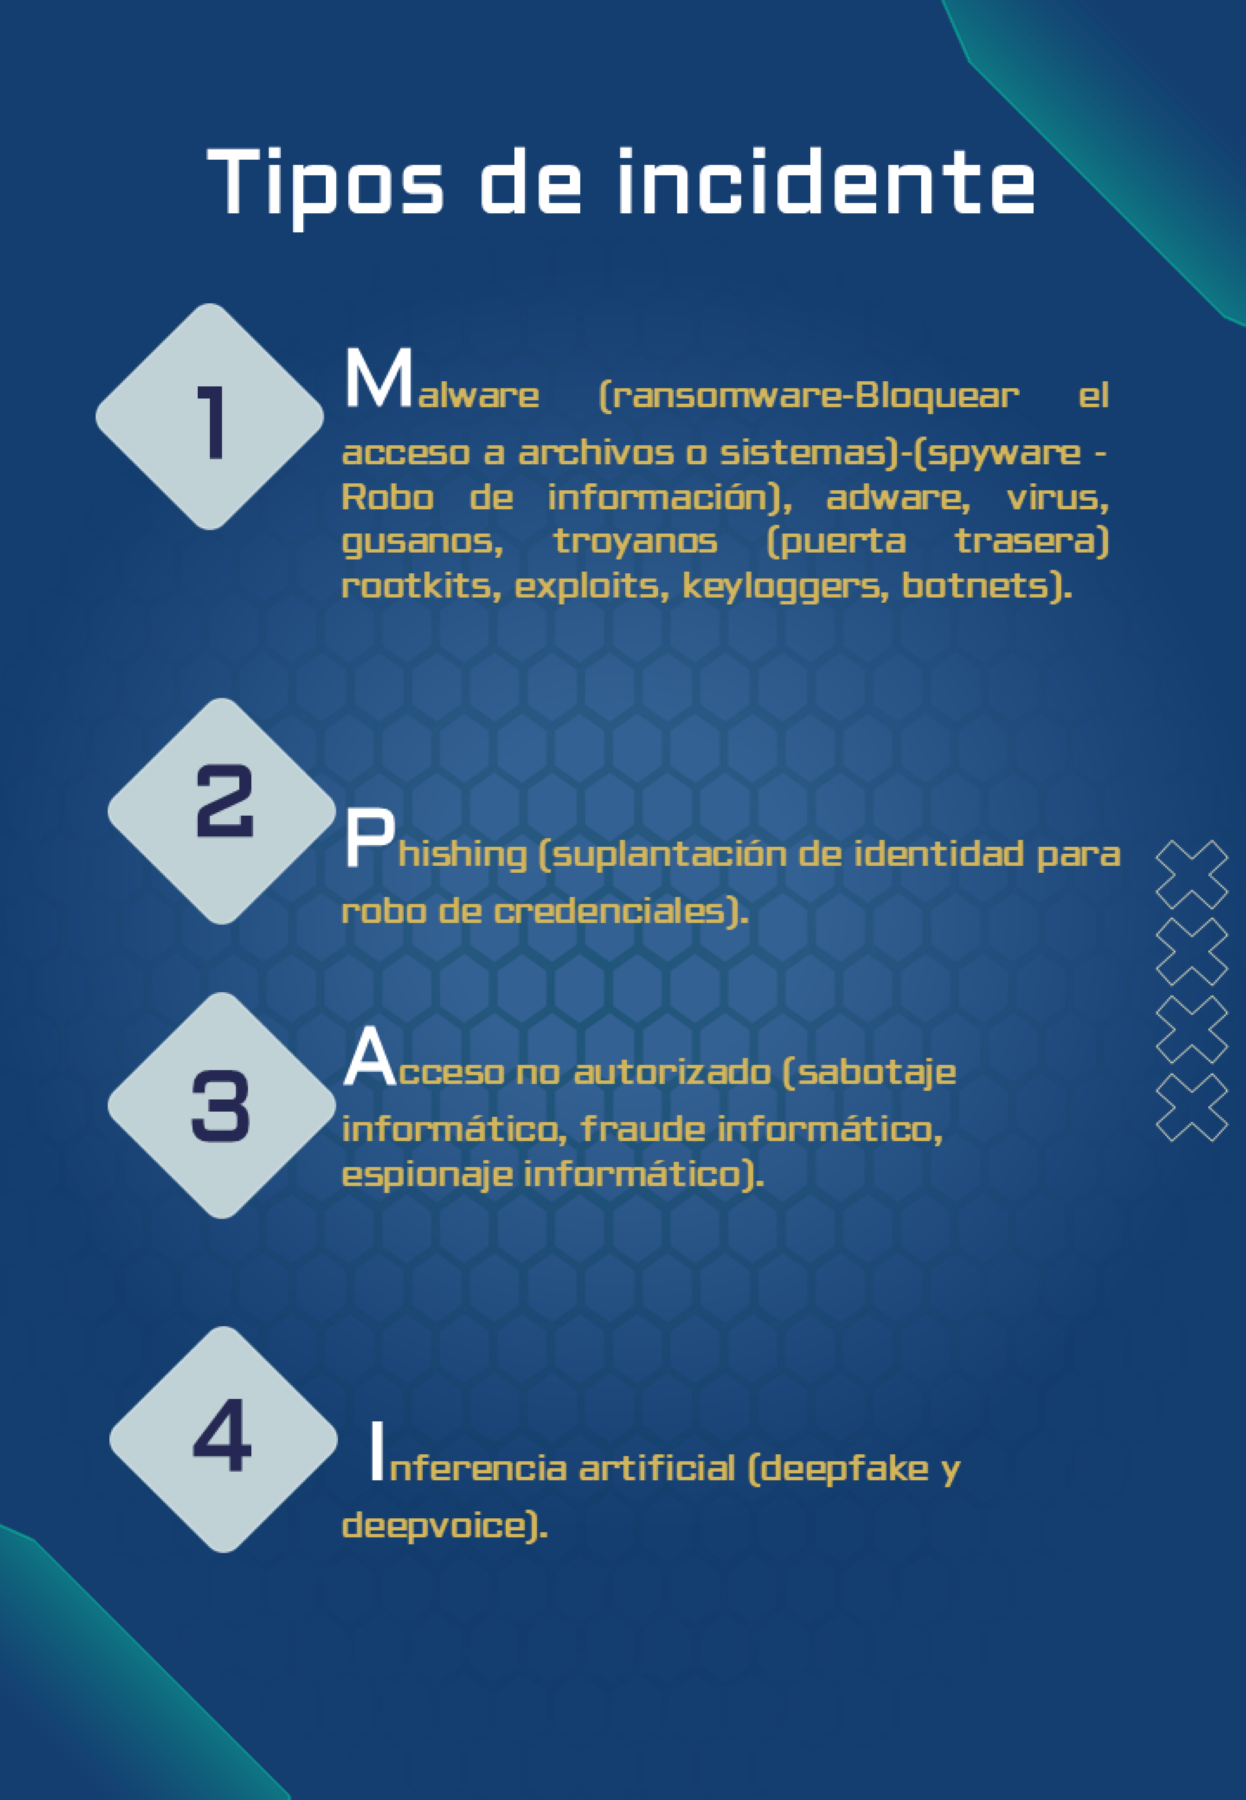 Tipos de incidente
1
Malware (ransomware-Bloquear el
acceso a archivos o sistemas)-(spyware -
Robo de información), adware, virus,
gusanos, troyanos (puerta trasera)
rootkits, exploits, keyloggers, botnets).
2
Phishing (suplantación de identidad para
robo de credenciales).
3
Acceso no autorizado (sabotaje
informático, fraude informático,
espionaje informático).
4
Inferencia artificial (deepfake y
deepvoice).